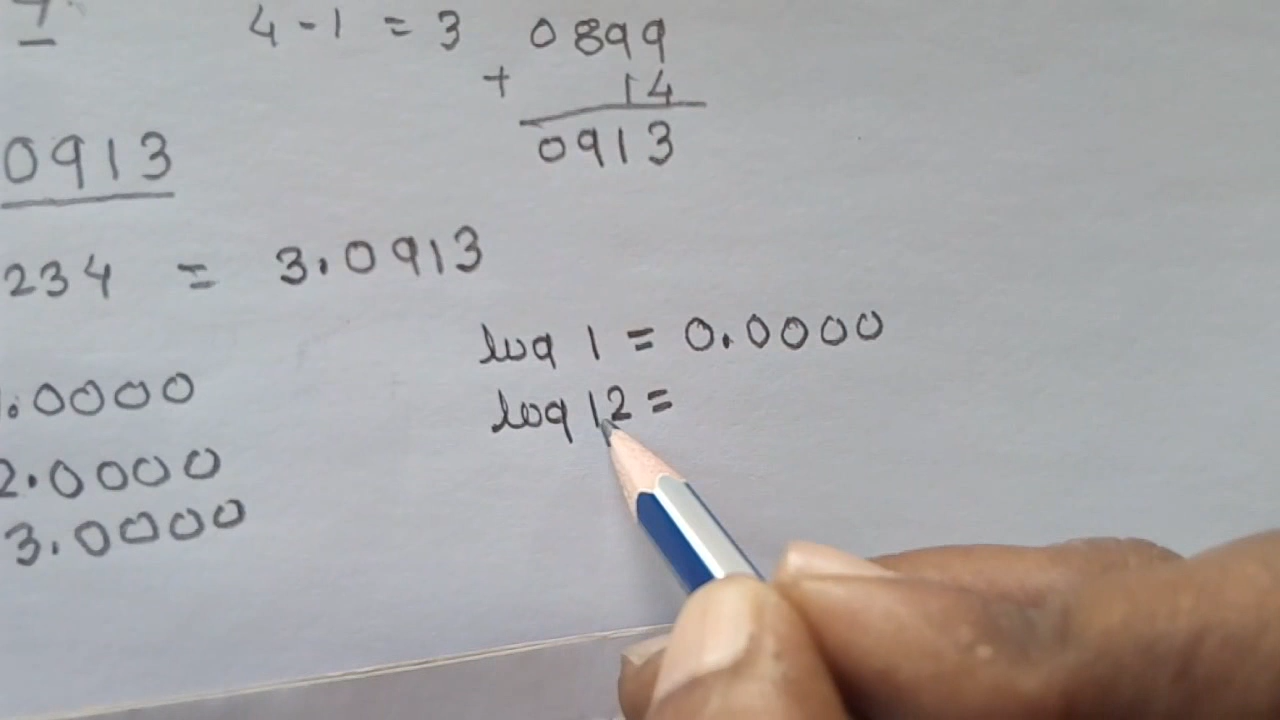 4 - 1 = 3
0899
+ 14
0913
0913
234 = 3.0913
log 1 = 0.0000
.0000
log 12 =
2.0000
3.0000